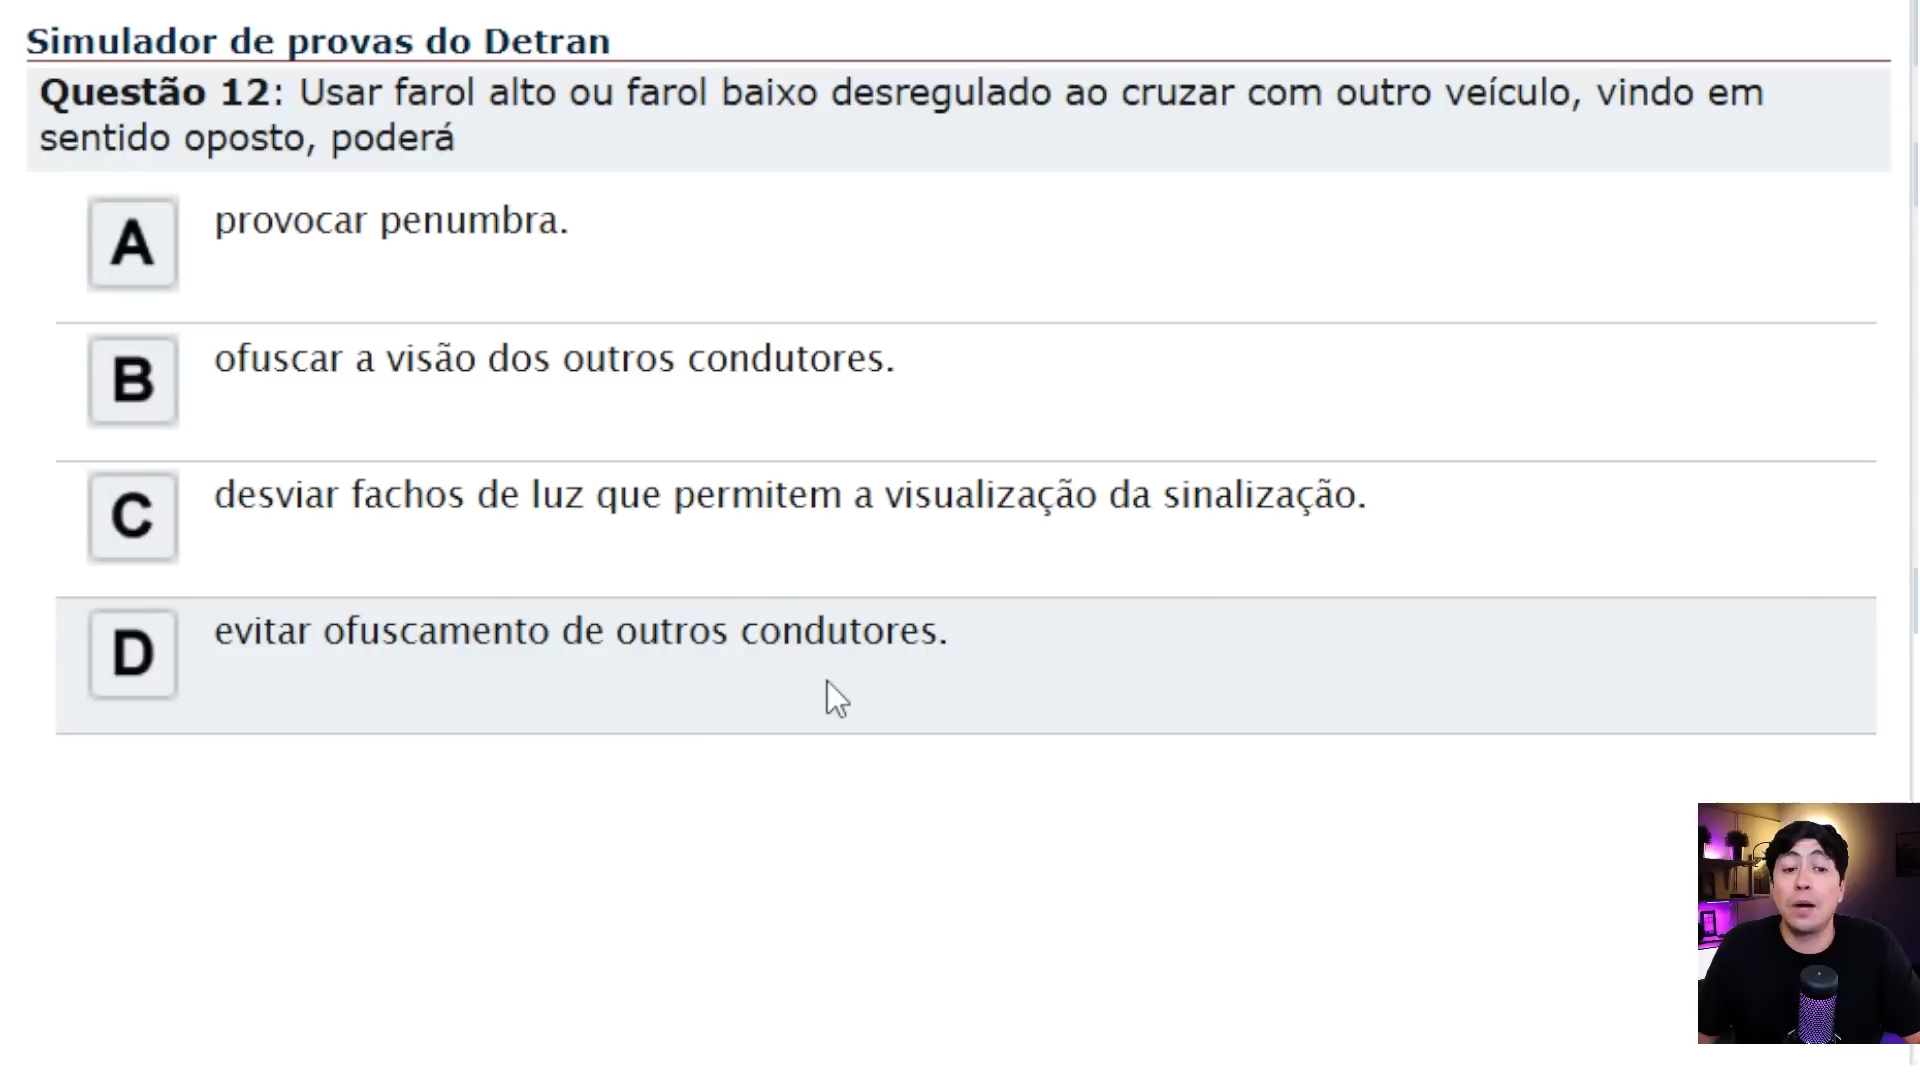 Simulador de provas do Detran
Questão 12: Usar farol alto ou farol baixo desregulado ao cruzar com outro veículo, vindo em
sentido oposto, poderá
A provocar penumbra.
B ofuscar a visão dos outros condutores.
C desviar fachos de luz que permitem a visualização da sinalização.
D evitar ofuscamento de outros condutores.